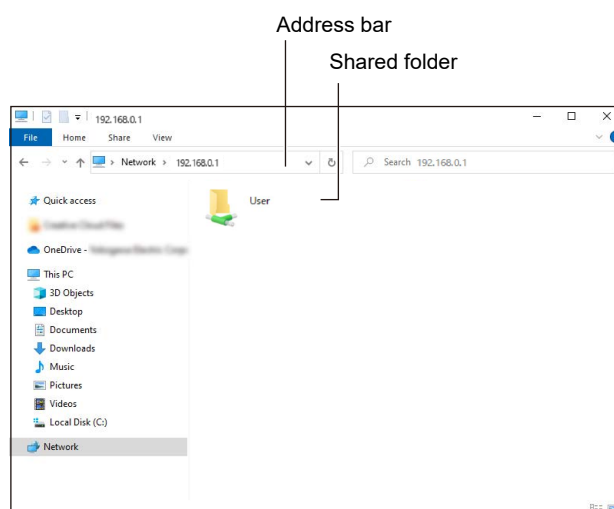 Address bar
Shared folder
192.168.0.1
File Home Share View
Network > 192.168.0.1
Search 192.168.0.1
Quick access
User
OneDrive -
This PC
3D Objects
Desktop
Documents
Downloads
Music
Pictures
Videos
Local Disk (C:)
Network